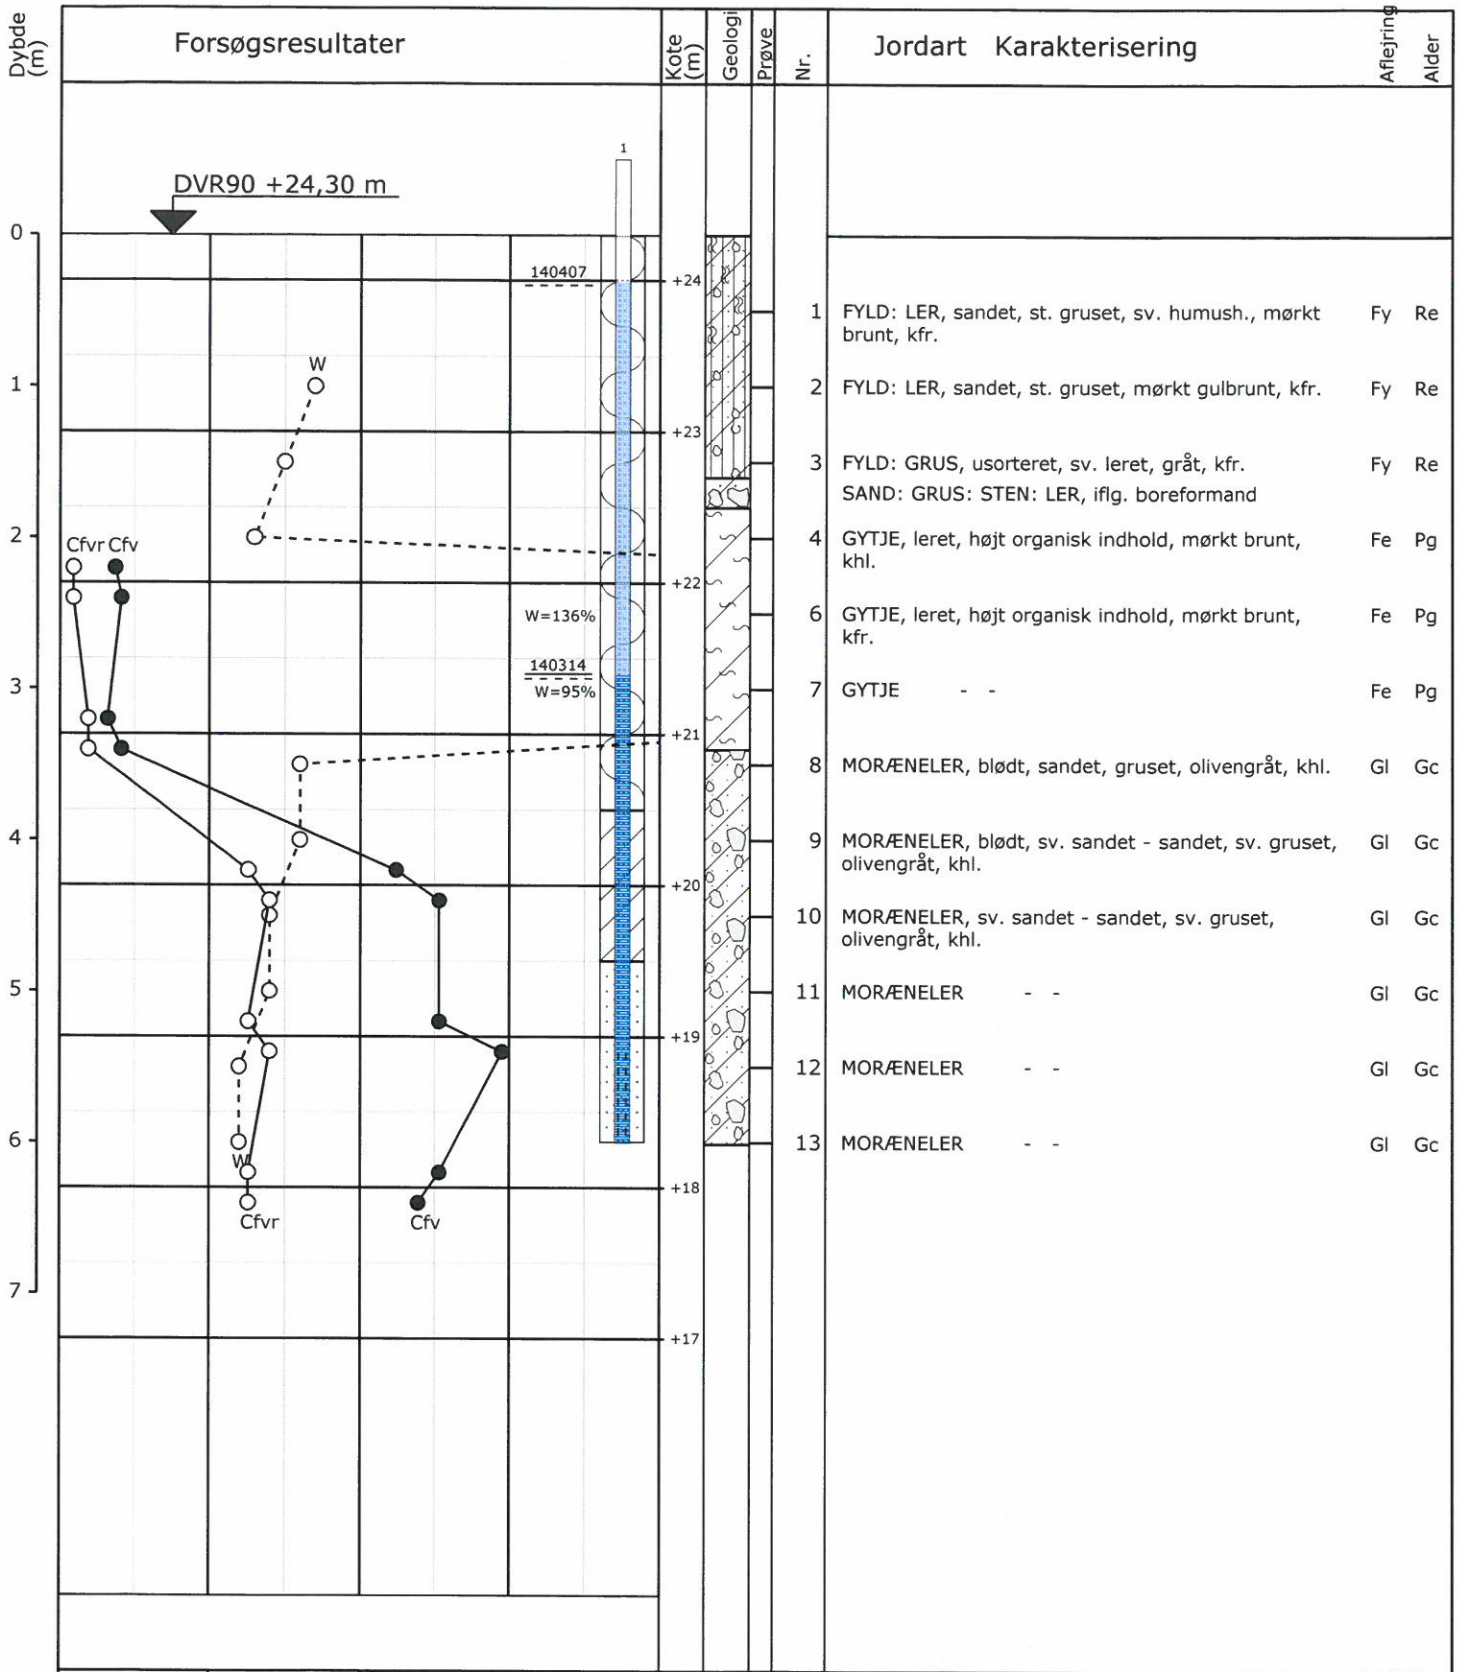 Dybde (m)
Forsøgsresultater
Kote (m)
Geologi
Prøve
Nr.
Jordart Karakterisering
Aflejring
Alder
1
DVR90 +24,30 m
0
140407
+24
1 FYLD: LER, sandet, st. gruset, sv. humush., mørkt Fy Re
brunt, kfr.
W
1
2 FYLD: LER, sandet, st. gruset, mørkt gulbrunt, kfr. Fy Re
+23
3 FYLD: GRUS, usorteret, sv. leret, gråt, kfr. Fy Re
SAND: GRUS: STEN: LER, iflg. boreformand
2
Cfvr Cfv
4 GYTJE, leret, højt organisk indhold, mørkt brunt, Fe Pg
khl.
+22
W=136%
6 GYTJE, leret, højt organisk indhold, mørkt brunt, Fe Pg
kfr.
140314
3
W=95%
7 GYTJE - - Fe Pg
+21
8 MORÆNELER, blødt, sandet, gruset, olivengråt, khl. Gl Gc
4
9 MORÆNELER, blødt, sv. sandet - sandet, sv. gruset, Gl Gc
olivengråt, khl.
+20
10 MORÆNELER, sv. sandet - sandet, sv. gruset, Gl Gc
olivengråt, khl.
5
11 MORÆNELER - - Gl Gc
+19
12 MORÆNELER - - Gl Gc
6
13 MORÆNELER - - Gl Gc
W
+18
Cfvr Cfv
7
+17